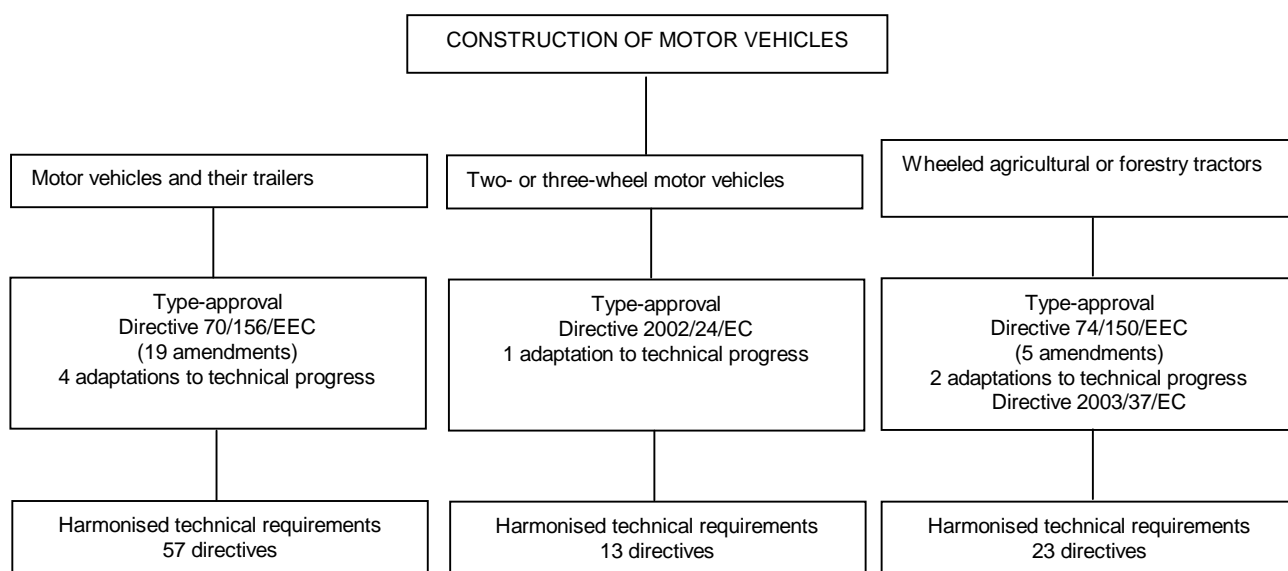 CONSTRUCTION OF MOTOR VEHICLES
Motor vehicles and their trailers
Two- or three-wheel motor vehicles
Wheeled agricultural or forestry tractors
Type-approval
Directive 70/156/EEC
(19 amendments)
4 adaptations to technical progress
Type-approval
Directive 2002/24/EC
1 adaptation to technical progress
Type-approval
Directive 74/150/EEC
(5 amendments)
2 adaptations to technical progress
Directive 2003/37/EC
Harmonised technical requirements
57 directives
Harmonised technical requirements
13 directives
Harmonised technical requirements
23 directives